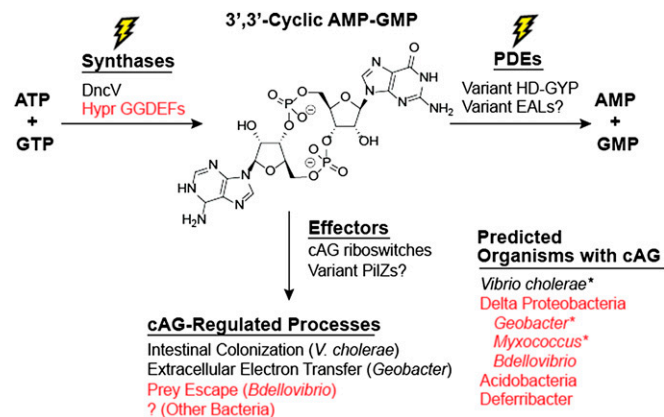 3',3'-Cyclic AMP-GMP
Synthases
DncV
Hypr GGDEFs
ATP
+
GTP
PDEs
Variant HD-GYP
Variant EALs?
AMP
+
GMP
O
N
NH
N
N
NH₂
O
O
P
O
⊖
O
O
HO
OH
O
P
O
O
⊖
O
O
N
N
HN
N
H₂N
Effectors
cAG riboswitches
Variant PilZs?
cAG-Regulated Processes
Intestinal Colonization (V. cholerae)
Extracellular Electron Transfer (Geobacter)
Prey Escape (Bdellovibrio)
? (Other Bacteria)
Predicted
Organisms with cAG
Vibrio cholerae*
Delta Proteobacteria
Geobacter*
Myxococcus*
Bdellovibrio
Acidobacteria
Deferribacter